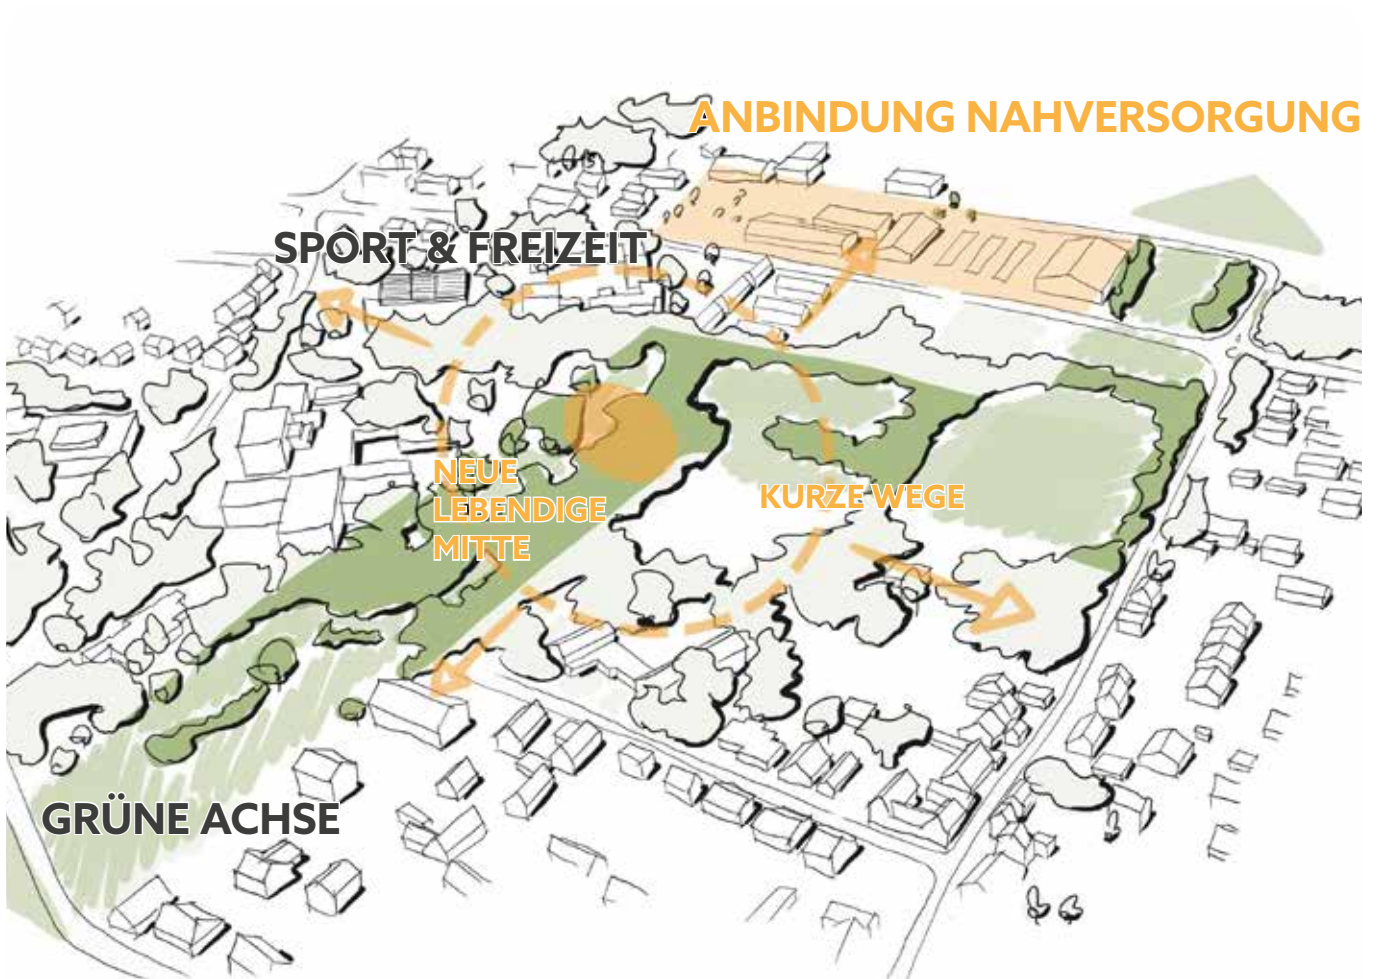 ANBINDUNG NAHVERSORGUNG
SPORT & FREIZEIT
NEUE
LEBENDIGE
MITTE
KURZE WEGE
GRÜNE ACHSE